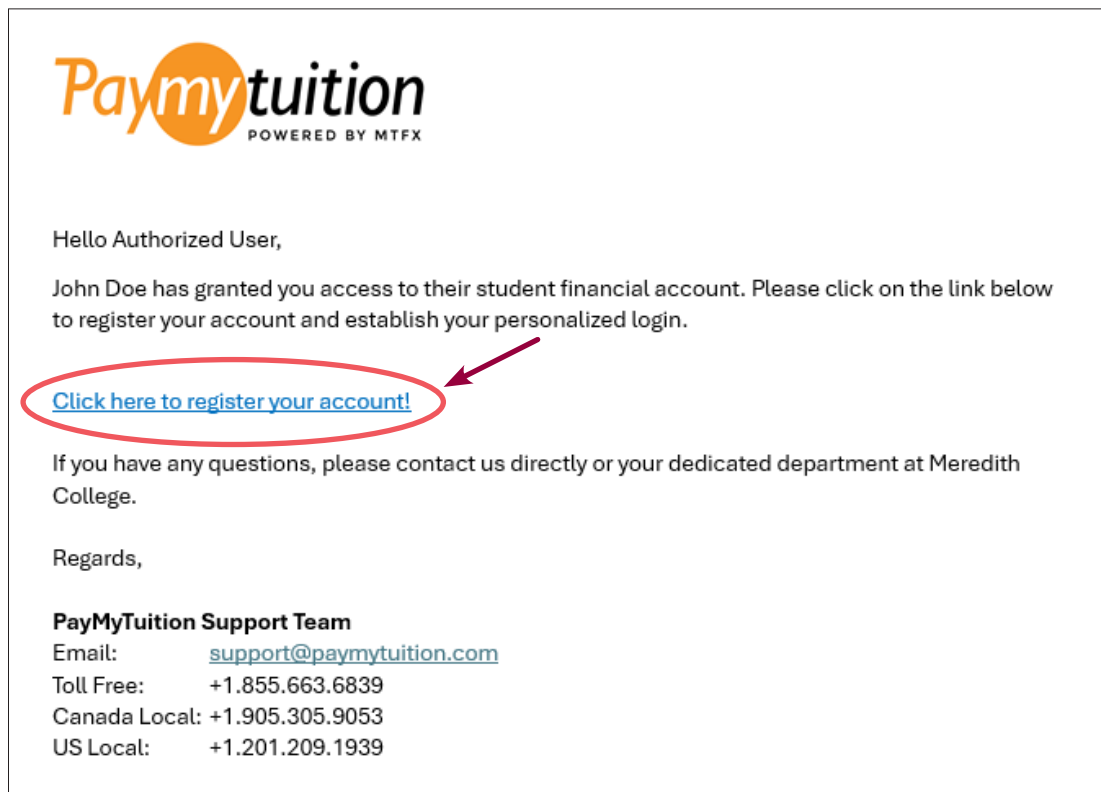 Paymytuition
POWERED BY MTFX
Hello Authorized User,
John Doe has granted you access to their student financial account. Please click on the link below
to register your account and establish your personalized login.
Click here to register your account!
If you have any questions, please contact us directly or your dedicated department at Meredith
College.
Regards,
PayMyTuition Support Team
Email: support@paymytuition.com
Toll Free: +1.855.663.6839
Canada Local: +1.905.305.9053
US Local: +1.201.209.1939